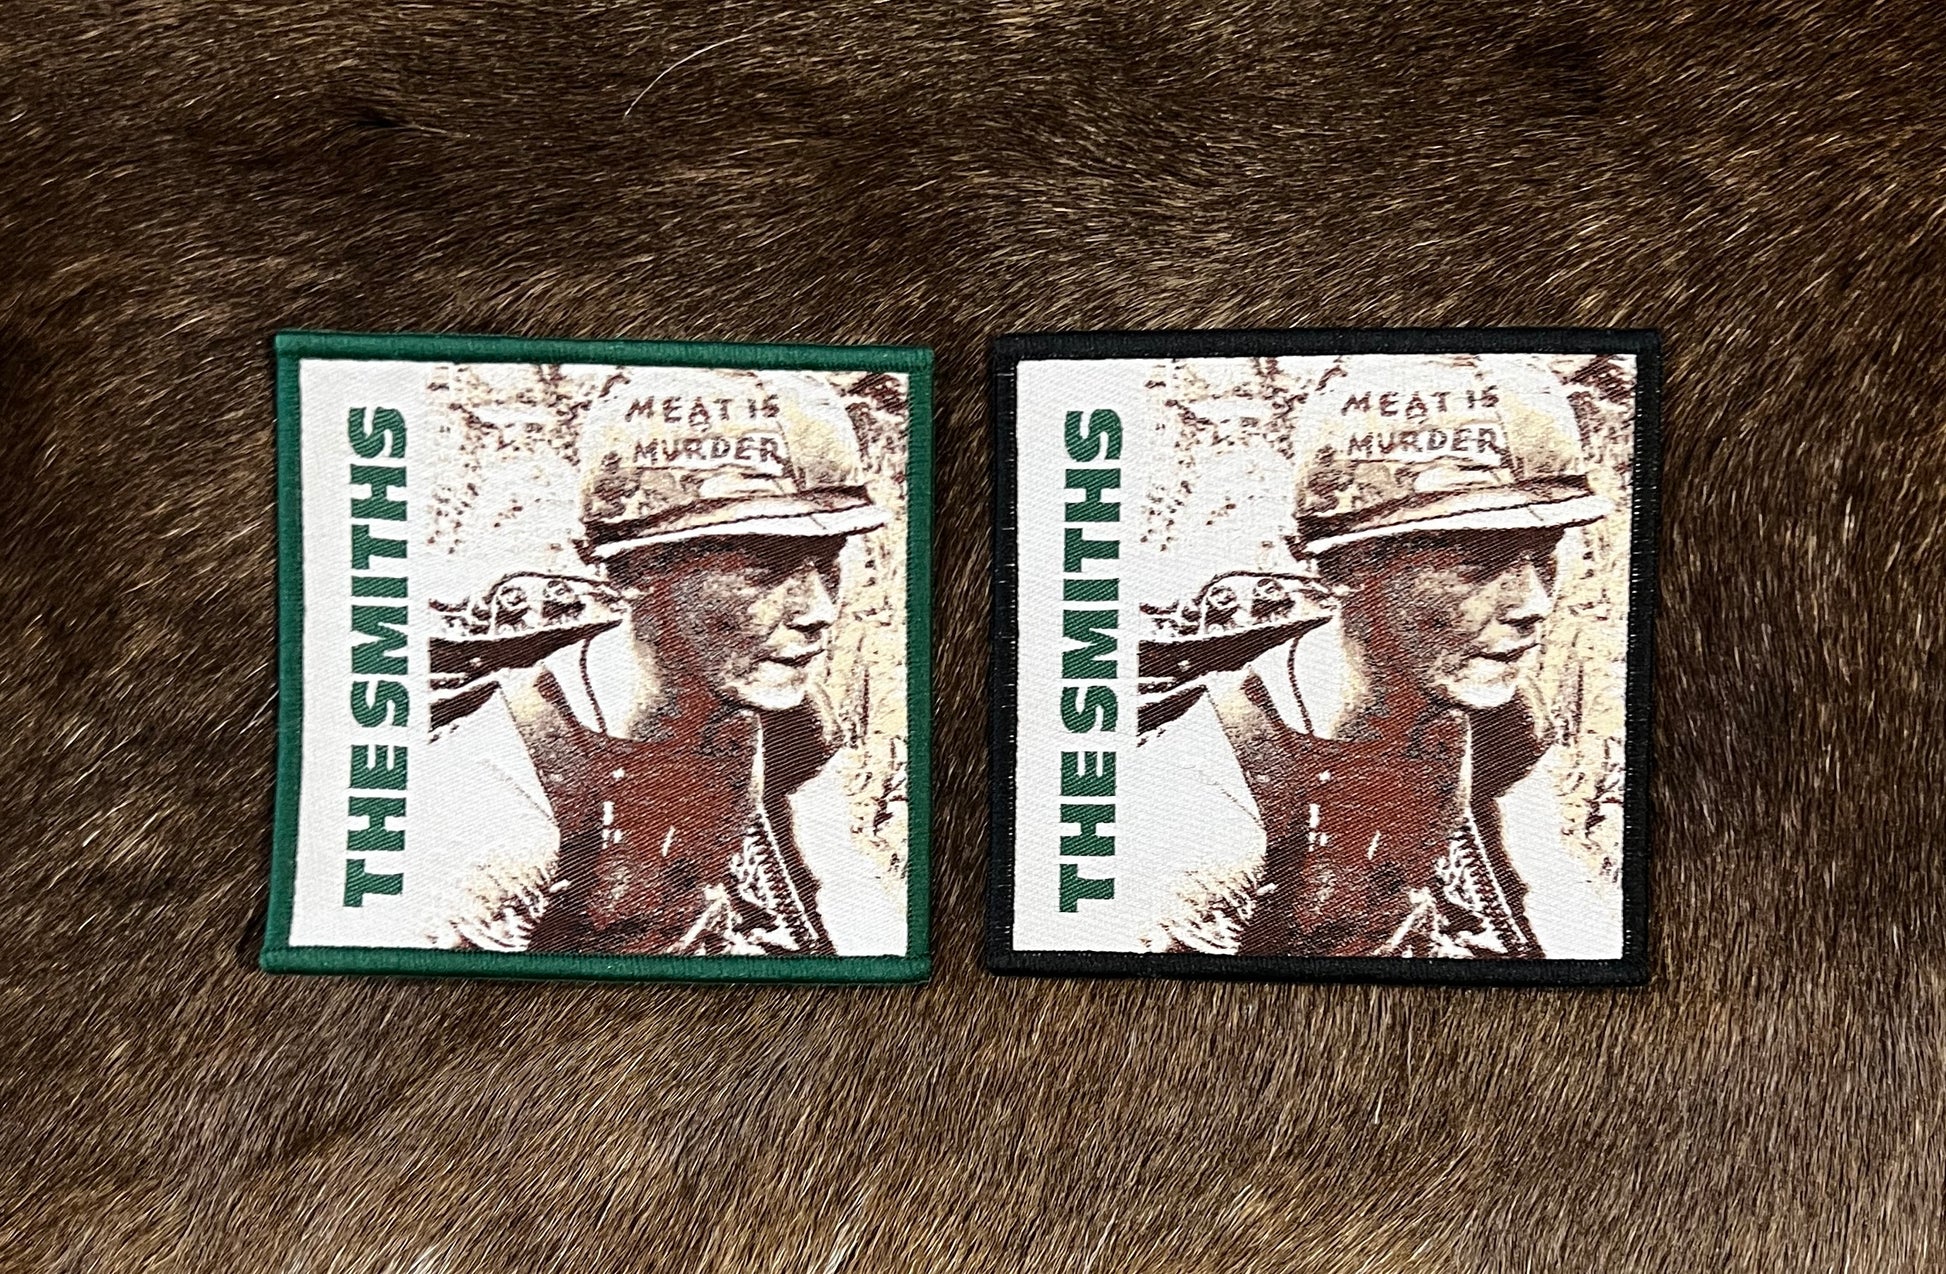 THE SMITHS
MEAT IS
MURDER
THE SMITHS
MEAT IS
MURDER